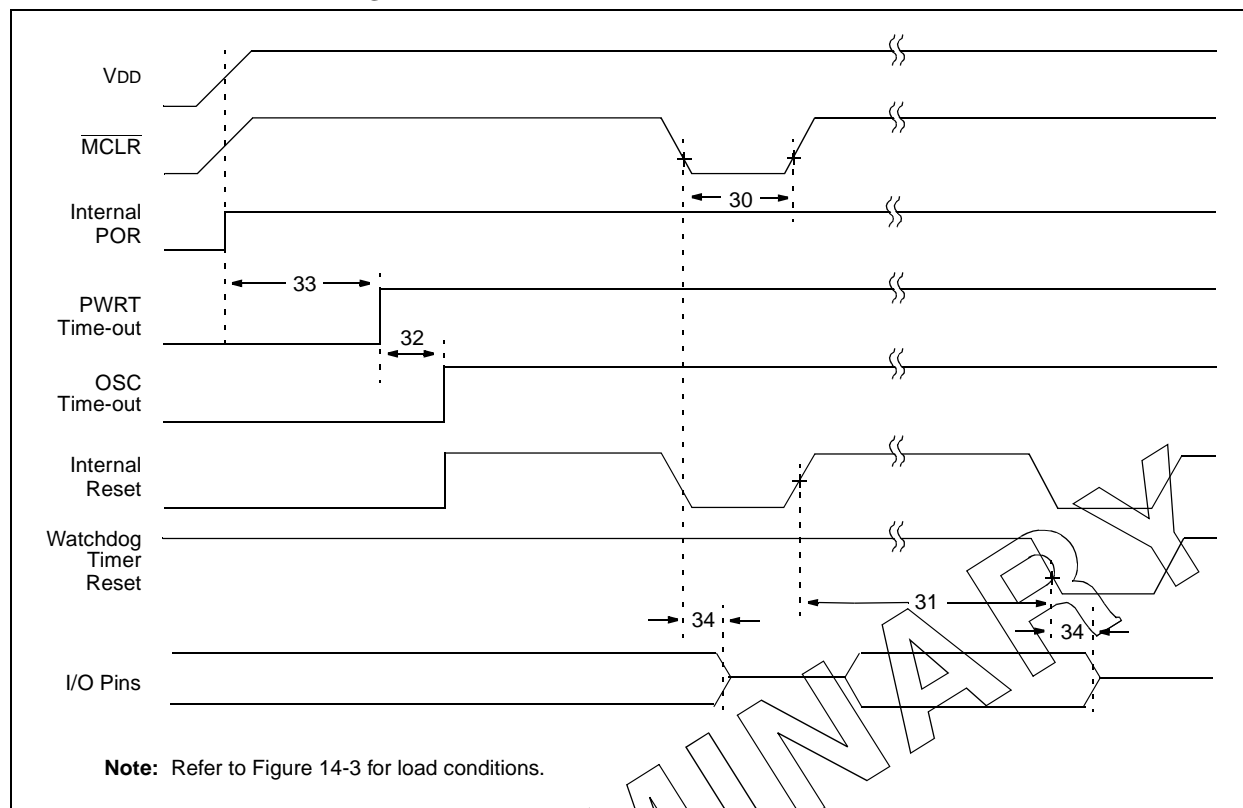 VDD
MCLR
30
Internal
POR
33
PWRT
Time-out
32
OSC
Time-out
Internal
Reset
Watchdog
Timer
Reset
31
34
34
I/O Pins
Note: Refer to Figure 14-3 for load conditions.
MINARY